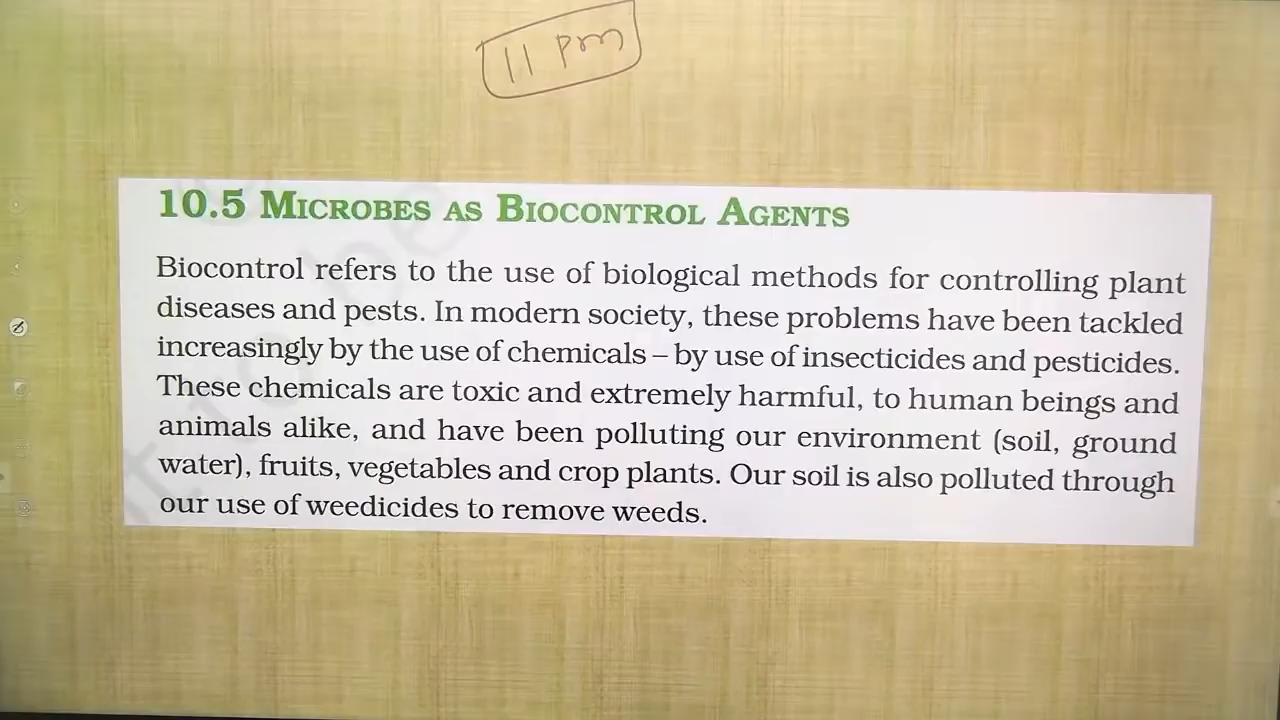 11 pm
10.5 MICROBES AS BIOCONTROL AGENTS
Biocontrol refers to the use of biological methods for controlling plant
diseases and pests. In modern society, these problems have been tackled
increasingly by the use of chemicals – by use of insecticides and pesticides.
These chemicals are toxic and extremely harmful, to human beings and
animals alike, and have been polluting our environment (soil, ground
water), fruits, vegetables and crop plants. Our soil is also polluted through
our use of weedicides to remove weeds.